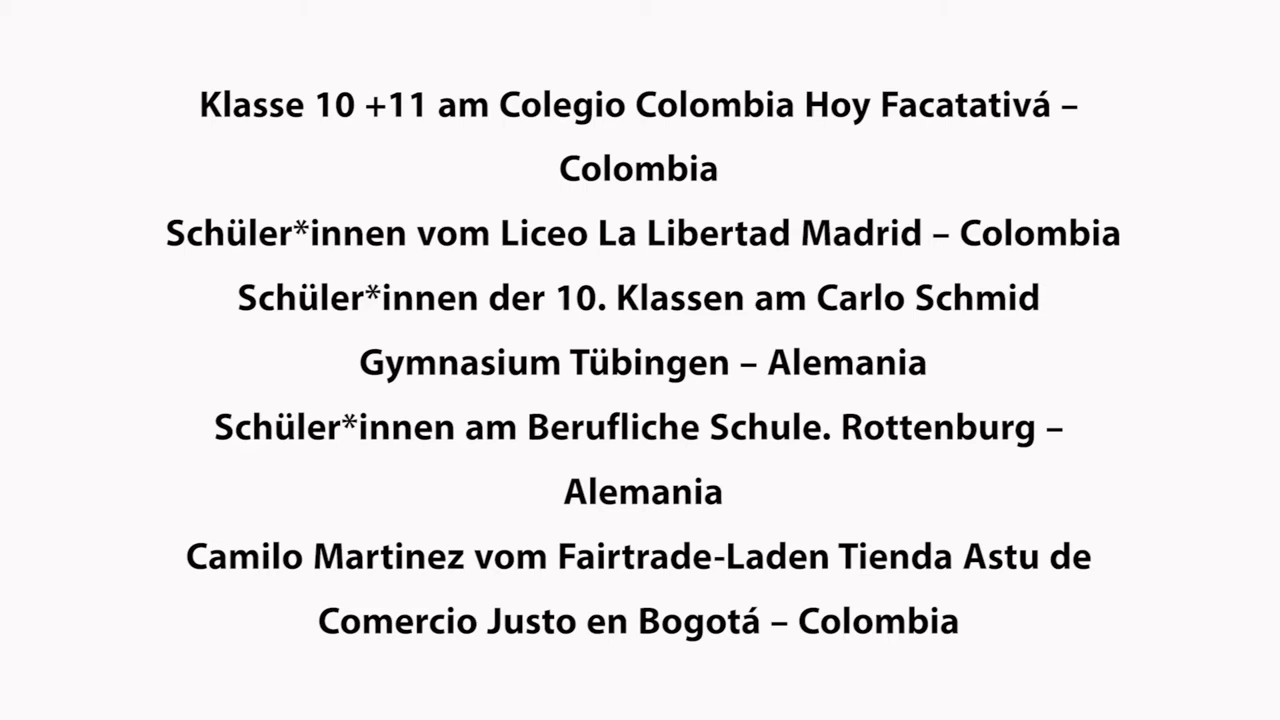 Klasse 10 +11 am Colegio Colombia Hoy Facatativá –
Colombia
Schüler*innen vom Liceo La Libertad Madrid – Colombia
Schüler*innen der 10. Klassen am Carlo Schmid
Gymnasium Tübingen – Alemania
Schüler*innen am Berufliche Schule. Rottenburg –
Alemania
Camilo Martinez vom Fairtrade-Laden Tienda Astu de
Comercio Justo en Bogotá – Colombia